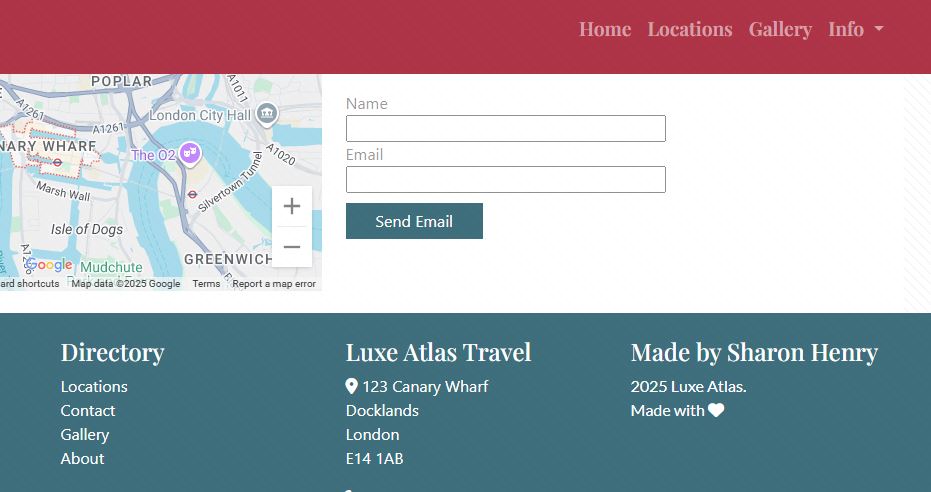 Home Locations Gallery Info
POPLAR
A1011
A1261
London City Hall
A1261
NARY WHARF
The O2
A1020
Silvertown Tunnel
Marsh Wall
Isle of Dogs
GREENWICH
Google
Mudchute
ard shortcuts Map data ©2025 Google Terms Report a map error
Name
Email
Send Email
Directory
Locations
Contact
Gallery
About
Luxe Atlas Travel
123 Canary Wharf
Docklands
London
E14 1AB
Made by Sharon Henry
2025 Luxe Atlas.
Made with